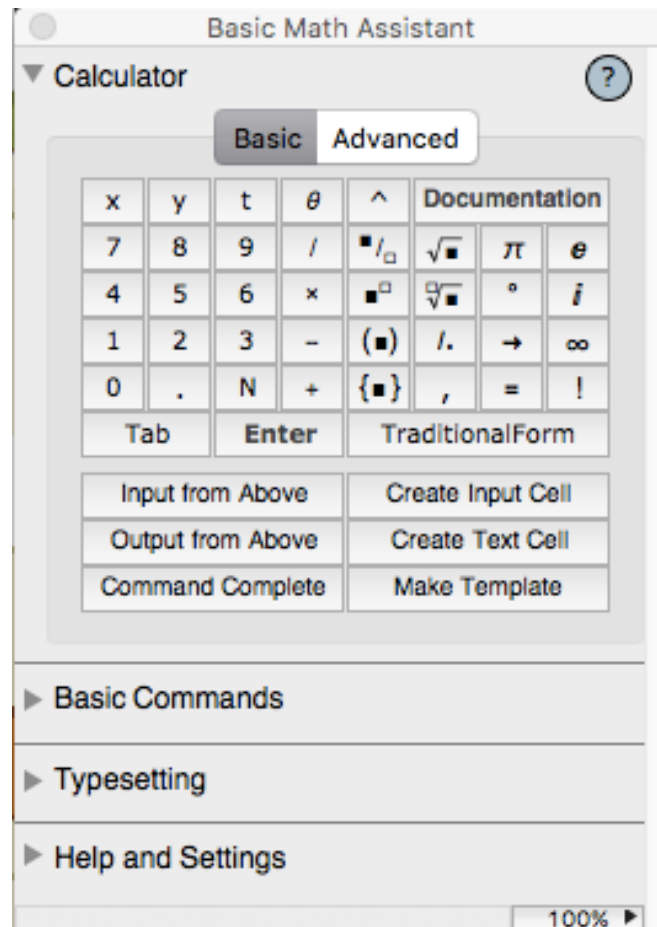 Basic Math Assistant
Calculator
?
Basic Advanced
x y t θ ^ Documentation
7 8 9 / ■/□ √■ π e
4 5 6 × ■□ □√■ ° i
1 2 3 − (■) /. → ∞
0 . N + {■} , = !
Tab Enter TraditionalForm
Input from Above Create Input Cell
Output from Above Create Text Cell
Command Complete Make Template
Basic Commands
Typesetting
Help and Settings
100%